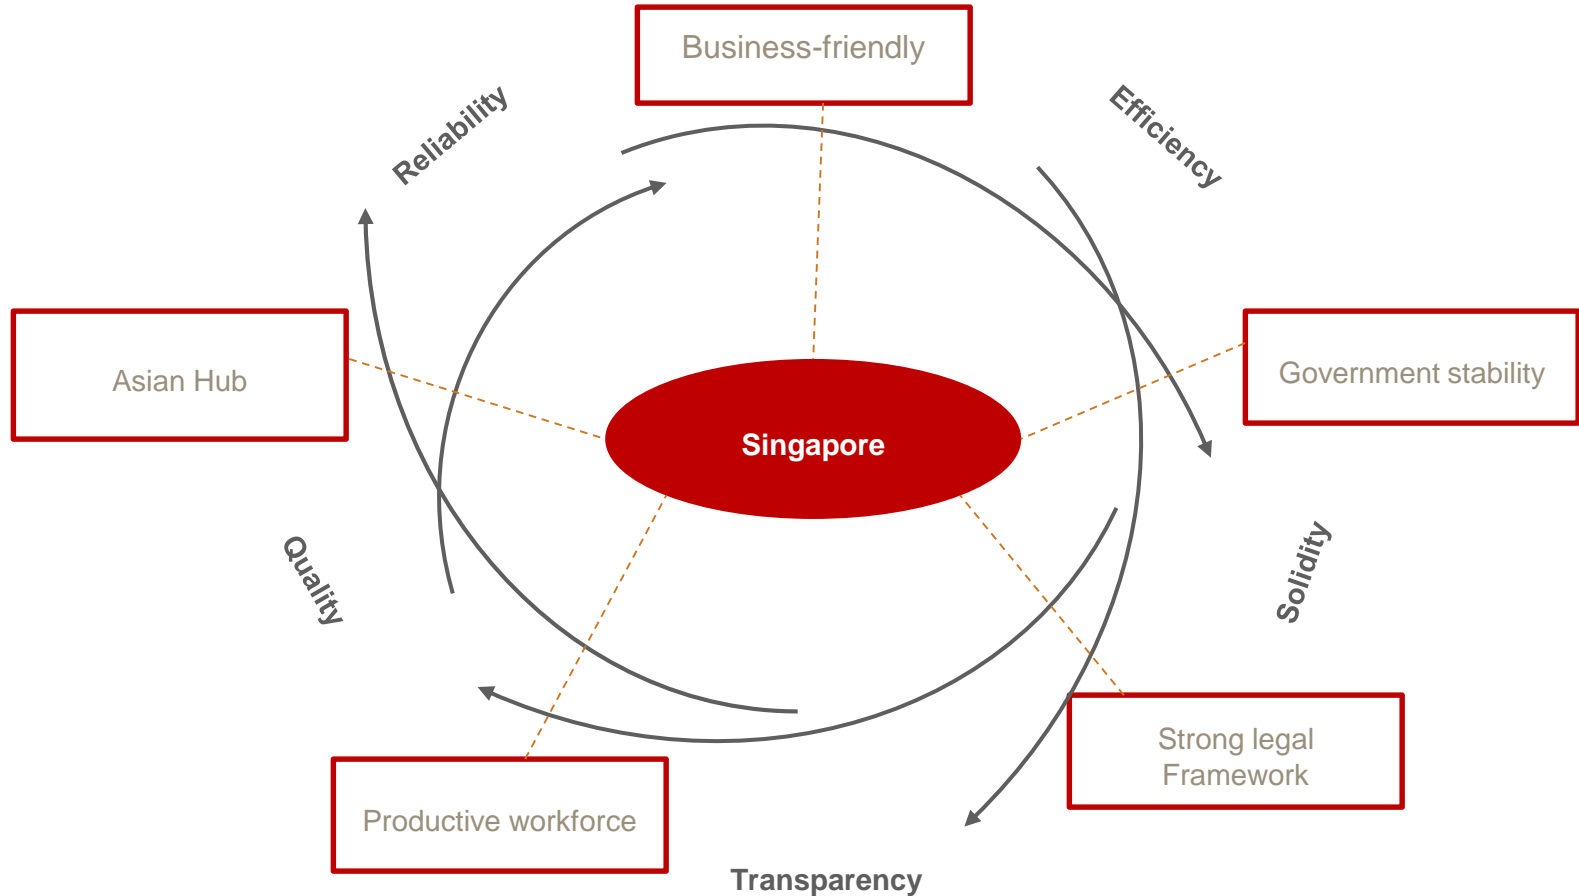 Business-friendly
Reliability
Efficiency
Asian Hub
Government stability
Singapore
Quality
Solidity
Strong legal
Framework
Productive workforce
Transparency